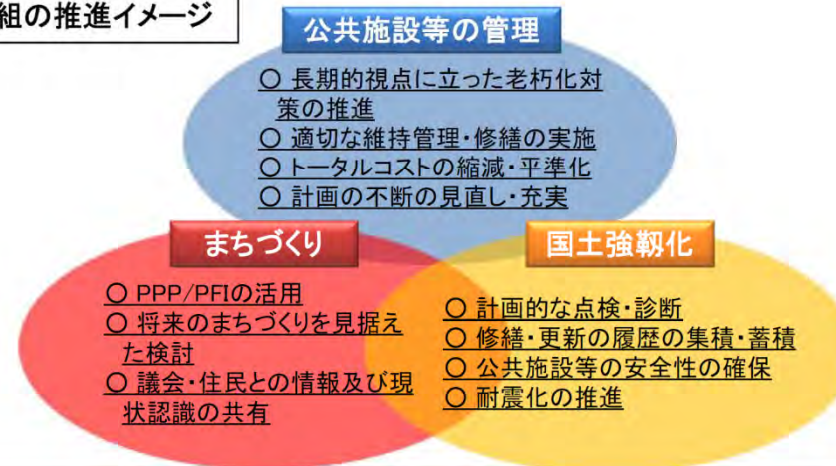 組の推進イメージ
公共施設等の管理
○ 長期的視点に立った老朽化対
策の推進
○ 適切な維持管理・修繕の実施
○ トータルコストの縮減・平準化
○ 計画の不断の見直し・充実
まちづくり
○ PPP/PFIの活用
○ 将来のまちづくりを見据え
た検討
○ 議会・住民との情報及び現
状認識の共有
国土強靱化
○ 計画的な点検・診断
○ 修繕・更新の履歴の集積・蓄積
○ 公共施設等の安全性の確保
○ 耐震化の推進